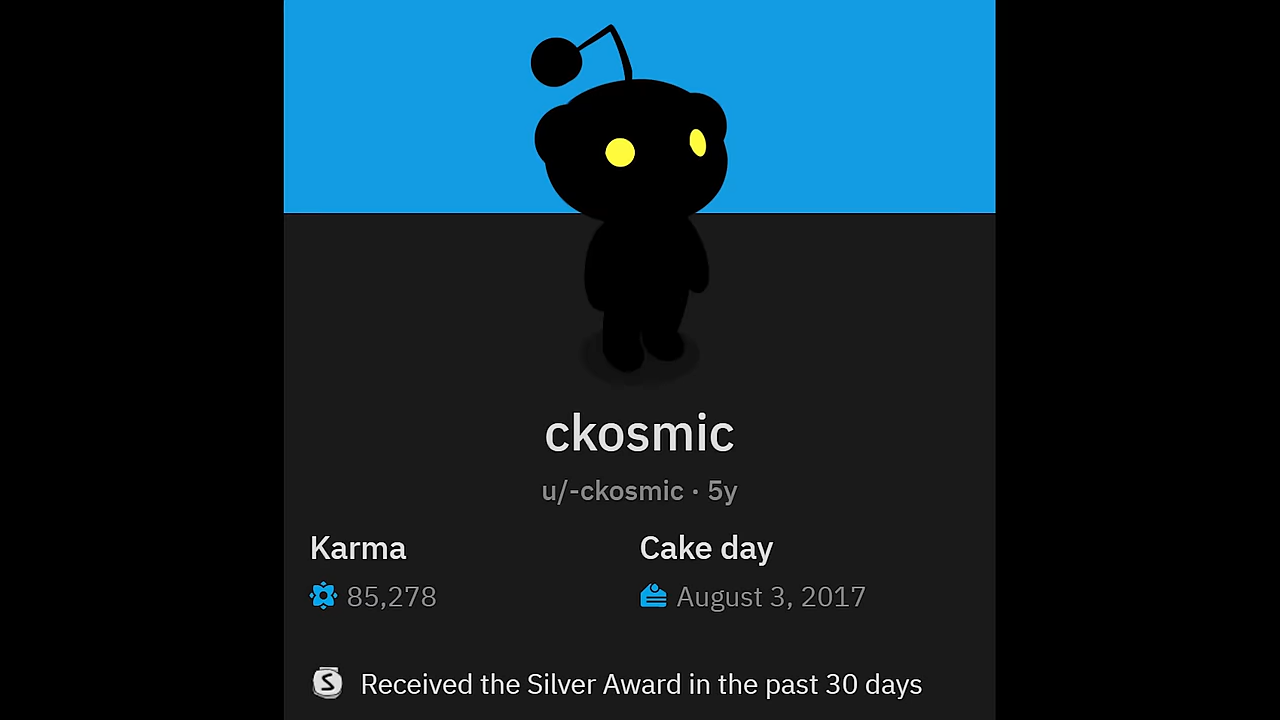 ckosmic
u/-ckosmic · 5y
Karma
Cake day
85,278
August 3, 2017
S Received the Silver Award in the past 30 days